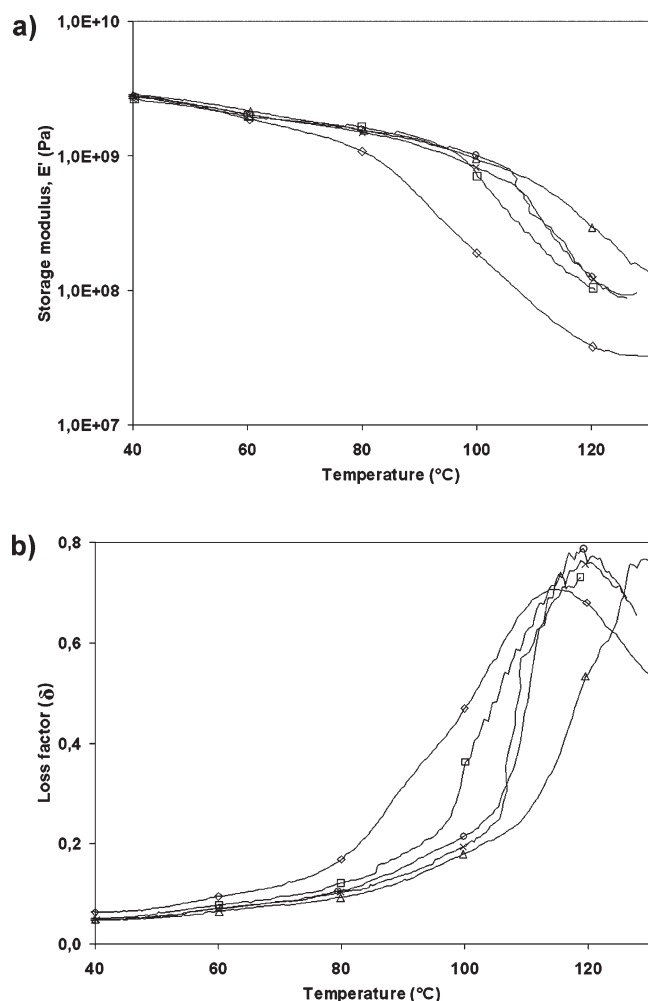 a)
1,0E+10
1,0E+09
1,0E+08
1,0E+07
Storage modulus, E' (Pa)
40 60 80 100 120
Temperature (°C)
b)
0,8
0,6
0,4
0,2
0,0
Loss factor (δ)
40 60 80 100 120
Temperature (°C)